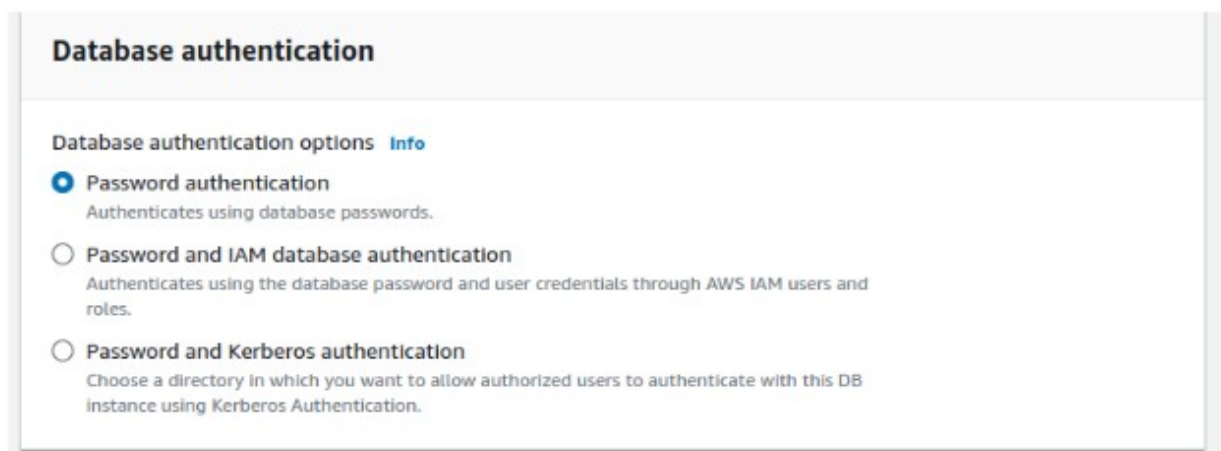 Database authentication
Database authentication options Info
Password authentication
Authenticates using database passwords.
Password and IAM database authentication
Authenticates using the database password and user credentials through AWS IAM users and
roles.
Password and Kerberos authentication
Choose a directory in which you want to allow authorized users to authenticate with this DB
instance using Kerberos Authentication.